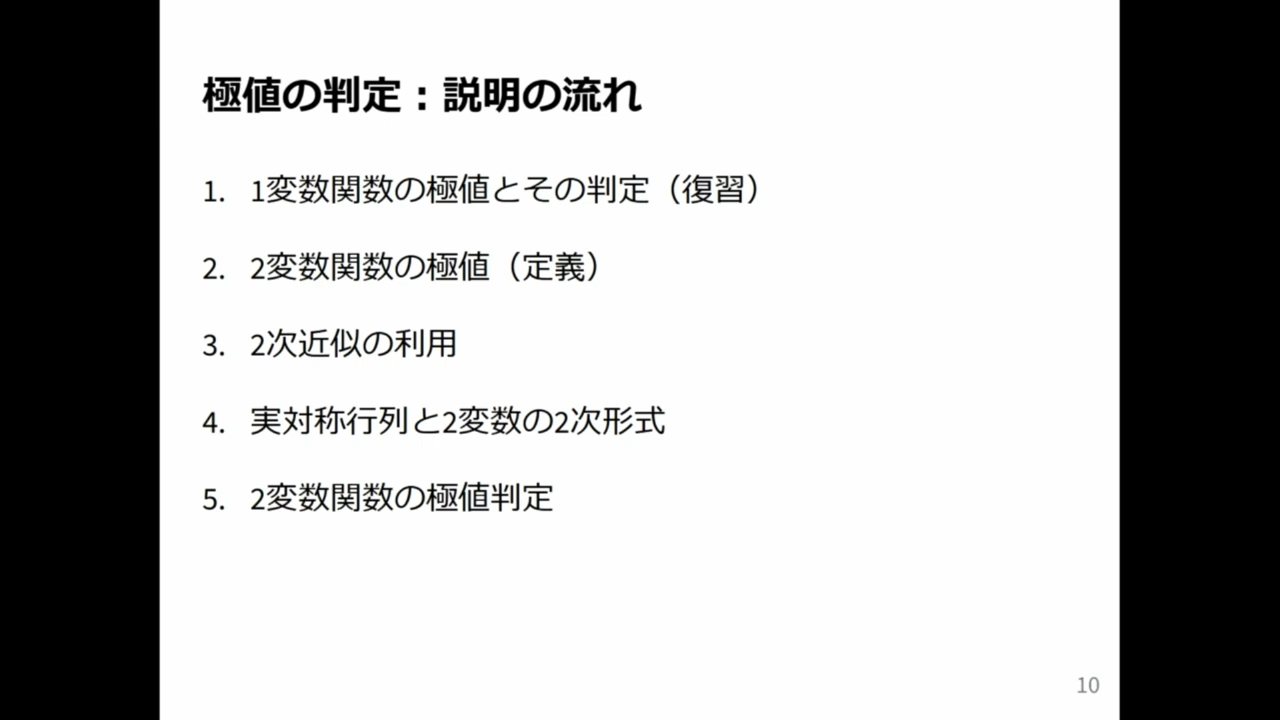 極値の判定：説明の流れ
1. 1変数関数の極値とその判定（復習）
2. 2変数関数の極値（定義）
3. 2次近似の利用
4. 実対称行列と2変数の2次形式
5. 2変数関数の極値判定
10